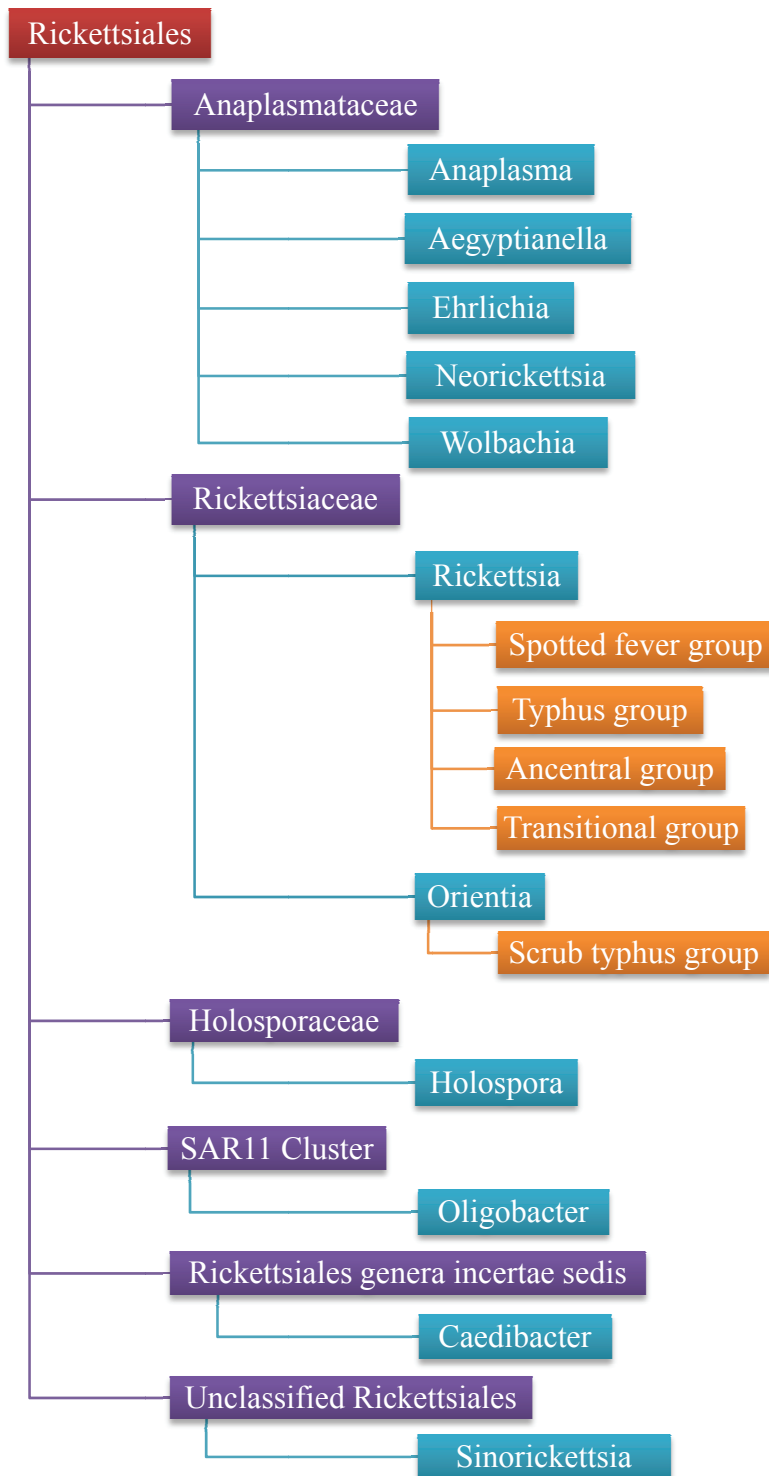 Rickettsiales
Anaplasmataceae
Anaplasma
Aegyptianella
Ehrlichia
Neorickettsia
Wolbachia
Rickettsiaceae
Rickettsia
Spotted fever group
Typhus group
Ancentral group
Transitional group
Orientia
Scrub typhus group
Holosporaceae
Holospora
SAR11 Cluster
Oligobacter
Rickettsiales genera incertae sedis
Caedibacter
Unclassified Rickettsiales
Sinorickettsia